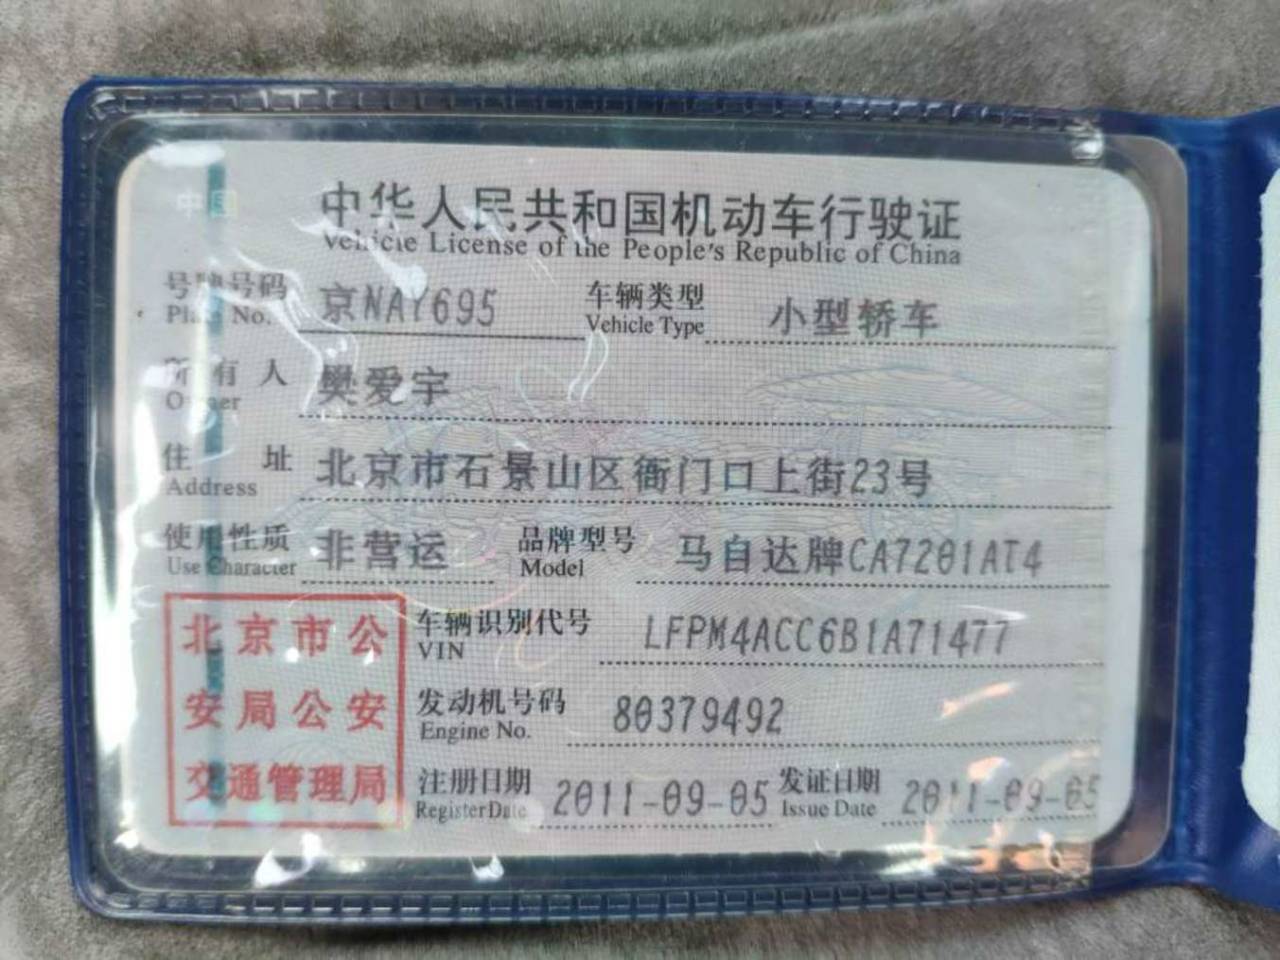 中国
中华人民共和国机动车行驶证
Vehicle License of the People's Republic of China
号牌号码 京NAY695 车辆类型 小型轿车
Plate No. Vehicle Type
所有人 樊爱宇
Owner
住址 北京市石景山区衙门口上街23号
Address
使用性质 非营运 品牌型号 马自达牌CA7201AT4
Use Character Model
车辆识别代号 LFPM4ACC6B1A71477
VIN
发动机号码 80379492
Engine No.
注册日期 2011-09-05 发证日期 2011-09-05
Register Date Issue Date
北京市公
安局公安
交通管理局